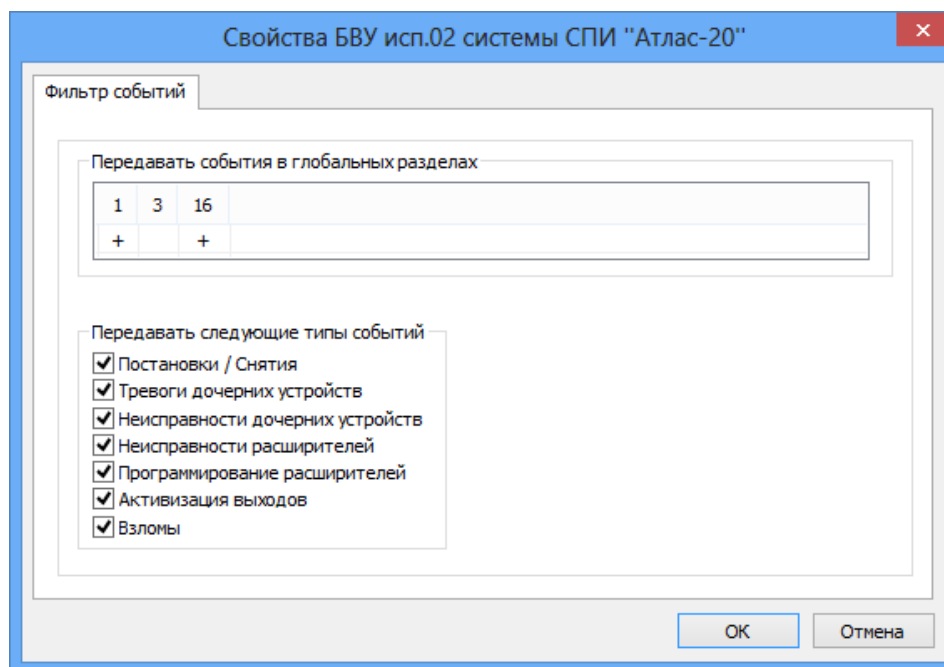 Свойства БВУ исп.02 системы СПИ "Атлас-20"
Фильтр событий
Передавать события в глобальных разделах
1 3 16
+ +
Передавать следующие типы событий
Постановки / Снятия
Тревоги дочерних устройств
Неисправности дочерних устройств
Неисправности расширителей
Программирование расширителей
Активизация выходов
Взломы
ОК Отмена